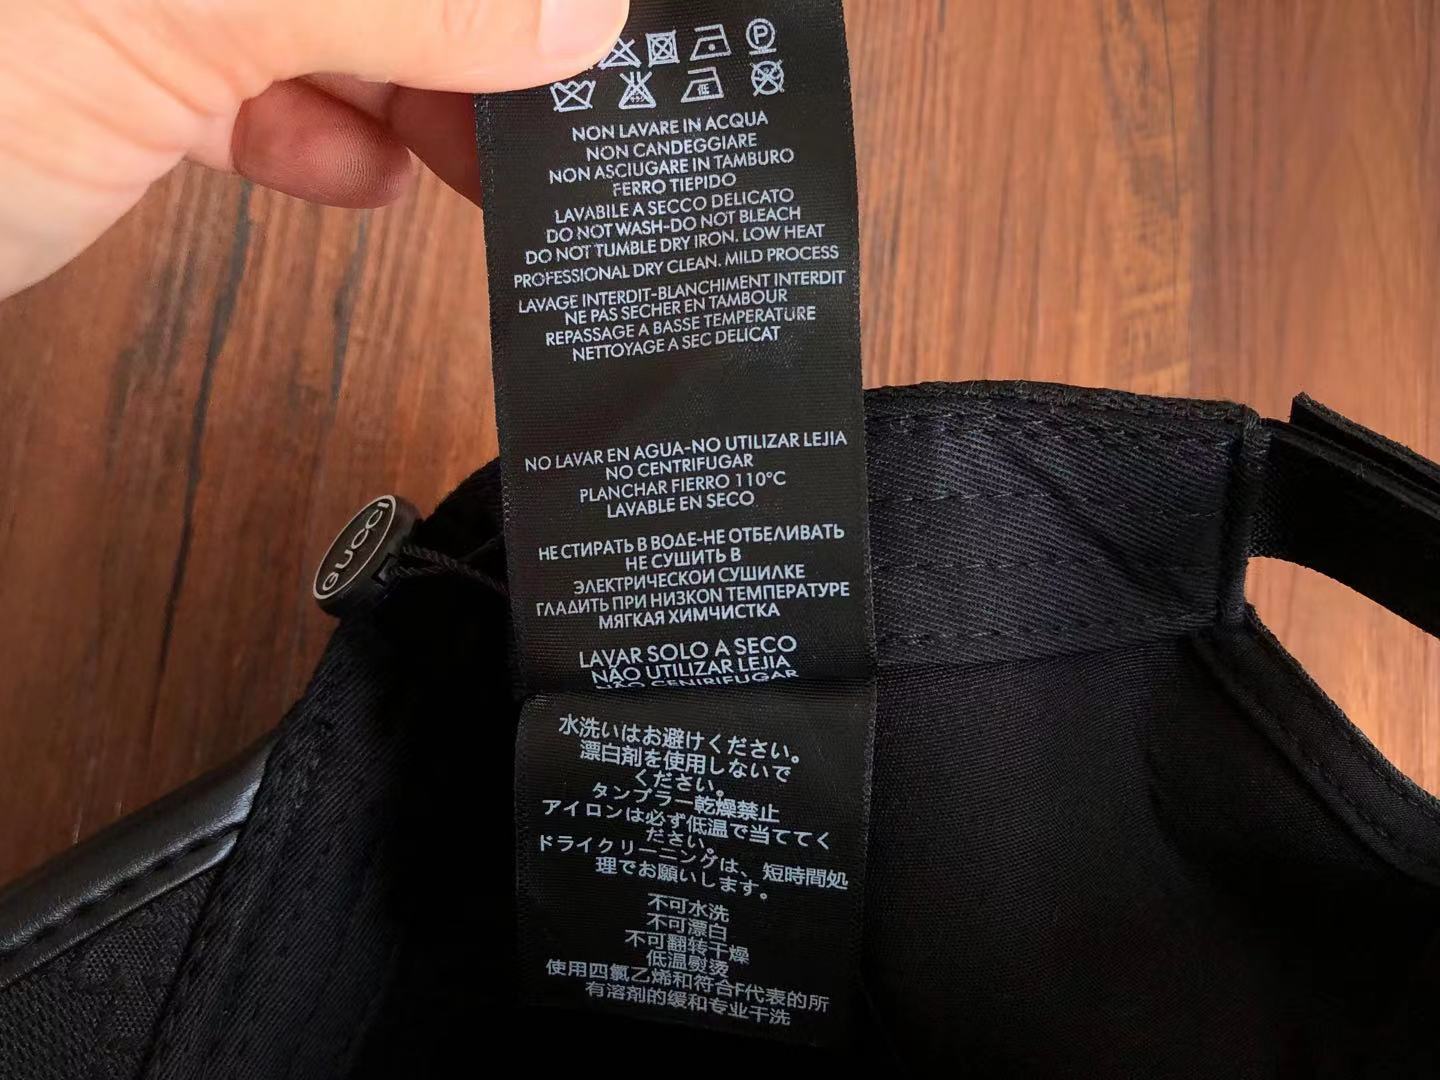 P
低
NON LAVARE IN ACQUA
NON CANDEGGIARE
NON ASCIUGARE IN TAMBURO
FERRO TIEPIDO
LAVABILE A SECCO DELICATO
DO NOT WASH-DO NOT BLEACH
DO NOT TUMBLE DRY IRON. LOW HEAT
PROFESSIONAL DRY CLEAN. MILD PROCESS
LAVAGE INTERDIT-BLANCHIMENT INTERDIT
NE PAS SECHER EN TAMBOUR
REPASSAGE A BASSE TEMPERATURE
NETTOYAGE A SEC DELICAT
NO LAVAR EN AGUA-NO UTILIZAR LEJIA
NO CENTRIFUGAR
PLANCHAR FIERRO 110°C
LAVABLE EN SECO
GUCCI
НЕ СТИРАТЬ В ВОДЕ-НЕ ОТБЕЛИВАТЬ
НЕ СУШИТЬ В
ЭЛЕКТРИЧЕСКОИ СУШИЛКЕ
ГЛАДИТЬ ПРИ НИЗКОN ТЕМПЕРАТУРЕ
МЯГКАЯ ХИМЧИСТКА
LAVAR SOLO A SECO
NÃO UTILIZAR LEJIA
NÃO CENIRIFUGAR
水洗いはお避けください。
漂白剤を使用しないで
ください。
タンブラー乾燥禁止
アイロンは必ず低温で当ててく
ださい。
ドライクリーニングは、短時間処
理でお願いします。
不可水洗
不可漂白
不可翻转干燥
低温熨烫
使用四氯乙烯和符合F代表的所
有溶剂的缓和专业干洗